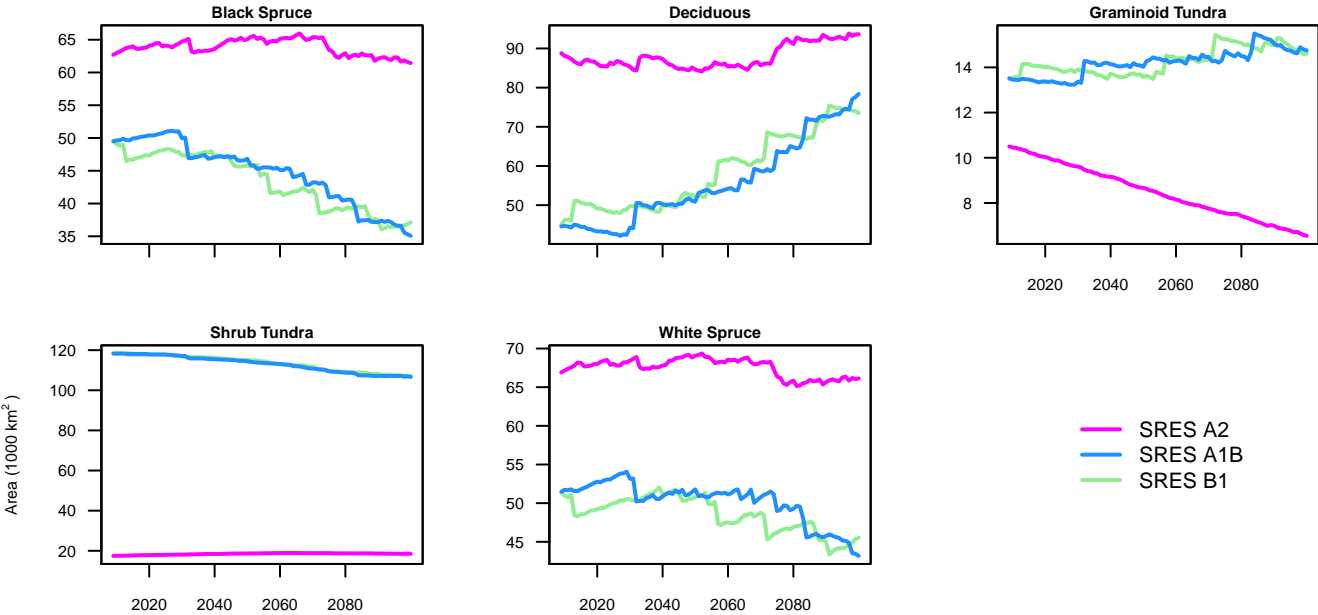 Black Spruce
65
60
55
50
45
40
35
Deciduous
90
80
70
60
50
Graminoid Tundra
14
12
10
8
2020 2040 2060 2080
Shrub Tundra
120
100
80
60
40
20
2020 2040 2060 2080
Area (1000 km²)
White Spruce
70
65
60
55
50
45
2020 2040 2060 2080
SRES A2
SRES A1B
SRES B1